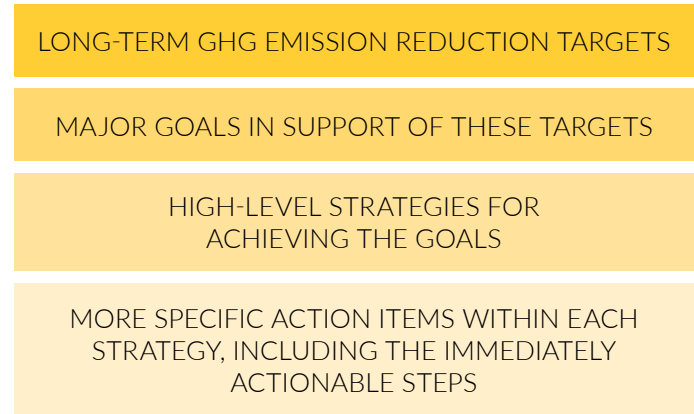 LONG-TERM GHG EMISSION REDUCTION TARGETS
MAJOR GOALS IN SUPPORT OF THESE TARGETS
HIGH-LEVEL STRATEGIES FOR
ACHIEVING THE GOALS
MORE SPECIFIC ACTION ITEMS WITHIN EACH
STRATEGY, INCLUDING THE IMMEDIATELY
ACTIONABLE STEPS